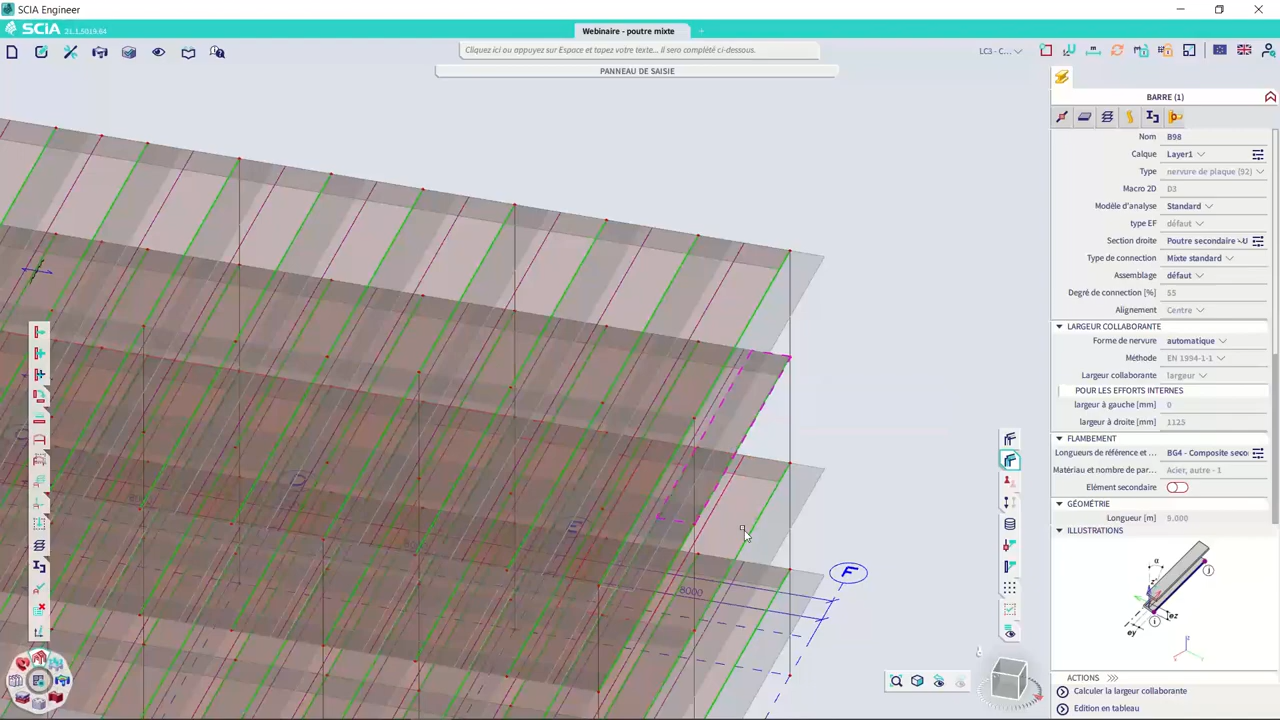 SCIA Engineer
SCIA 21.1.5019.64
Webinaire - poutre mixte
Cliquez ici ou appuyez sur Espace et tapez votre texte... il sera complété ci-dessous.
LC3 - C...
PANNEAU DE SAISIE
BARRE (1)
Nom B98
Calque Layer1
Type nervure de plaque (92)
Macro 2D D3
Modèle d'analyse Standard
type EF défaut
Section droite Poutre secondaire - U
Type de connection Mixte standard
Assemblage défaut
Degré de connection [%] 55
Alignement Centre
LARGEUR COLLABORANTE
Forme de nervure automatique
Méthode EN 1994-1-1
Largeur collaborante largeur
POUR LES EFFORTS INTERNES
largeur à gauche [mm] 0
largeur à droite [mm] 1125
FLAMBEMENT
Longueurs de référence et ... BG4 - Composite seco
Matériau et nombre de par... Acier, autre - 1
Elément secondaire
GÉOMÉTRIE
Longueur [m] 9.000
ILLUSTRATIONS
α
z
ez
ey
i
j
F
8000
ACTIONS
Calculer la largeur collaborante
Edition en tableau